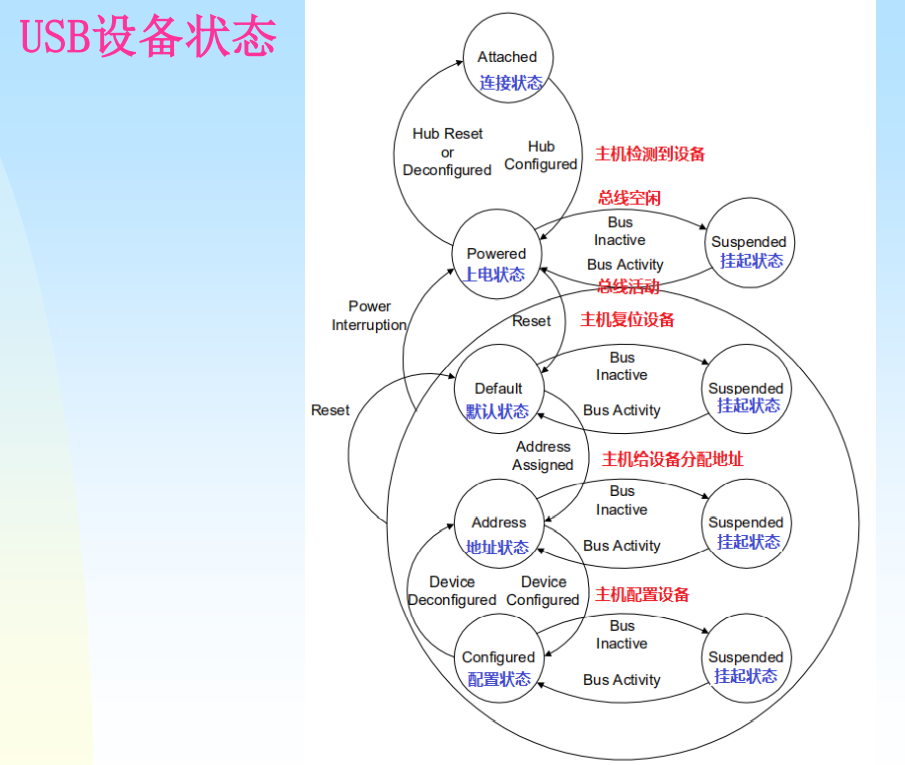 USB设备状态
Attached
连接状态
Hub Reset
or
Deconfigured
Hub
Configured
主机检测到设备
总线空闲
Bus
Inactive
Powered
上电状态
Suspended
挂起状态
Bus Activity
总线活动
Power
Interruption
Reset
主机复位设备
Bus
Inactive
Default
默认状态
Suspended
挂起状态
Reset
Bus Activity
Address
Assigned
主机给设备分配地址
Bus
Inactive
Address
地址状态
Suspended
挂起状态
Bus Activity
Device
Deconfigured
Device
Configured
主机配置设备
Bus
Inactive
Configured
配置状态
Suspended
挂起状态
Bus Activity